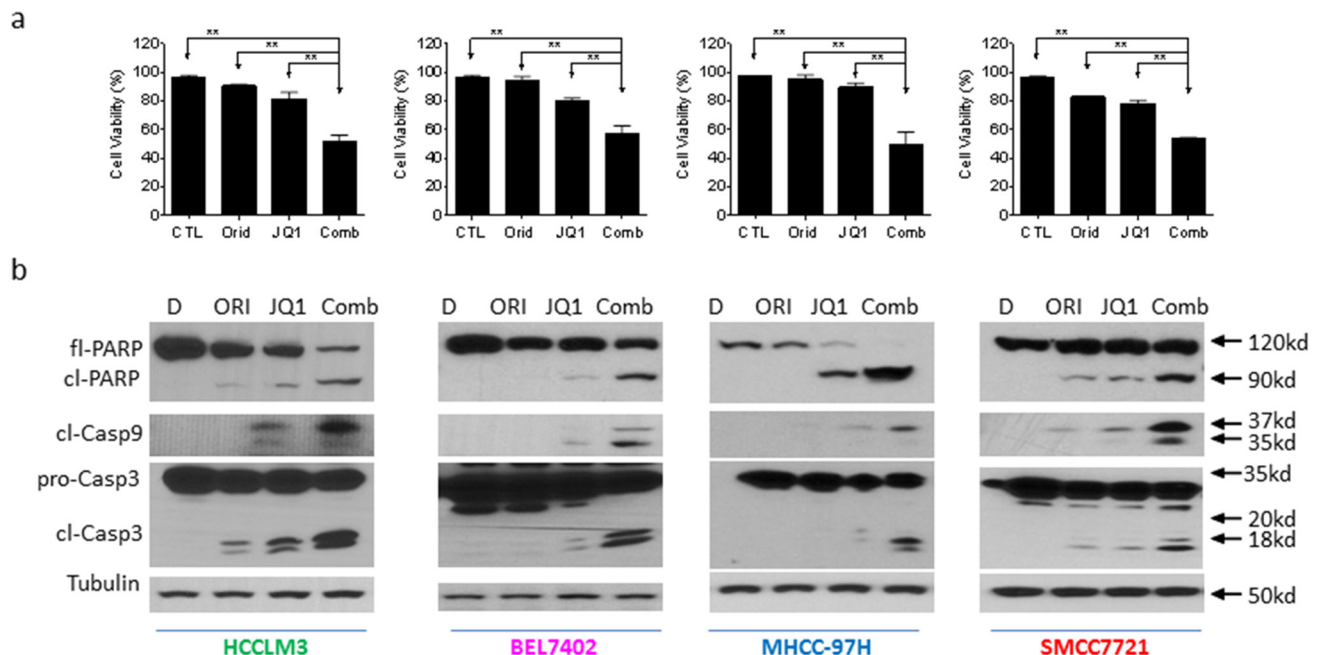 a
** ** ** ** ** ** ** ** ** ** ** **
120 120 120 120
100 100 100 100
80 80 80 80
60 60 60 60
40 40 40 40
20 20 20 20
0 0 0 0
Cell Viability (%) Cell Viability (%) Cell Viability (%) Cell Viability (%)
CTL Orid JQ1 Comb CTL Orid JQ1 Comb CTL Orid JQ1 Comb CTL Orid JQ1 Comb
b
D ORI JQ1 Comb D ORI JQ1 Comb D ORI JQ1 Comb D ORI JQ1 Comb
fl-PARP 120kd
cl-PARP 90kd
cl-Casp9 37kd
35kd
pro-Casp3 35kd
20kd
cl-Casp3 18kd
Tubulin 50kd
HCCLM3 BEL7402 MHCC-97H SMCC7721